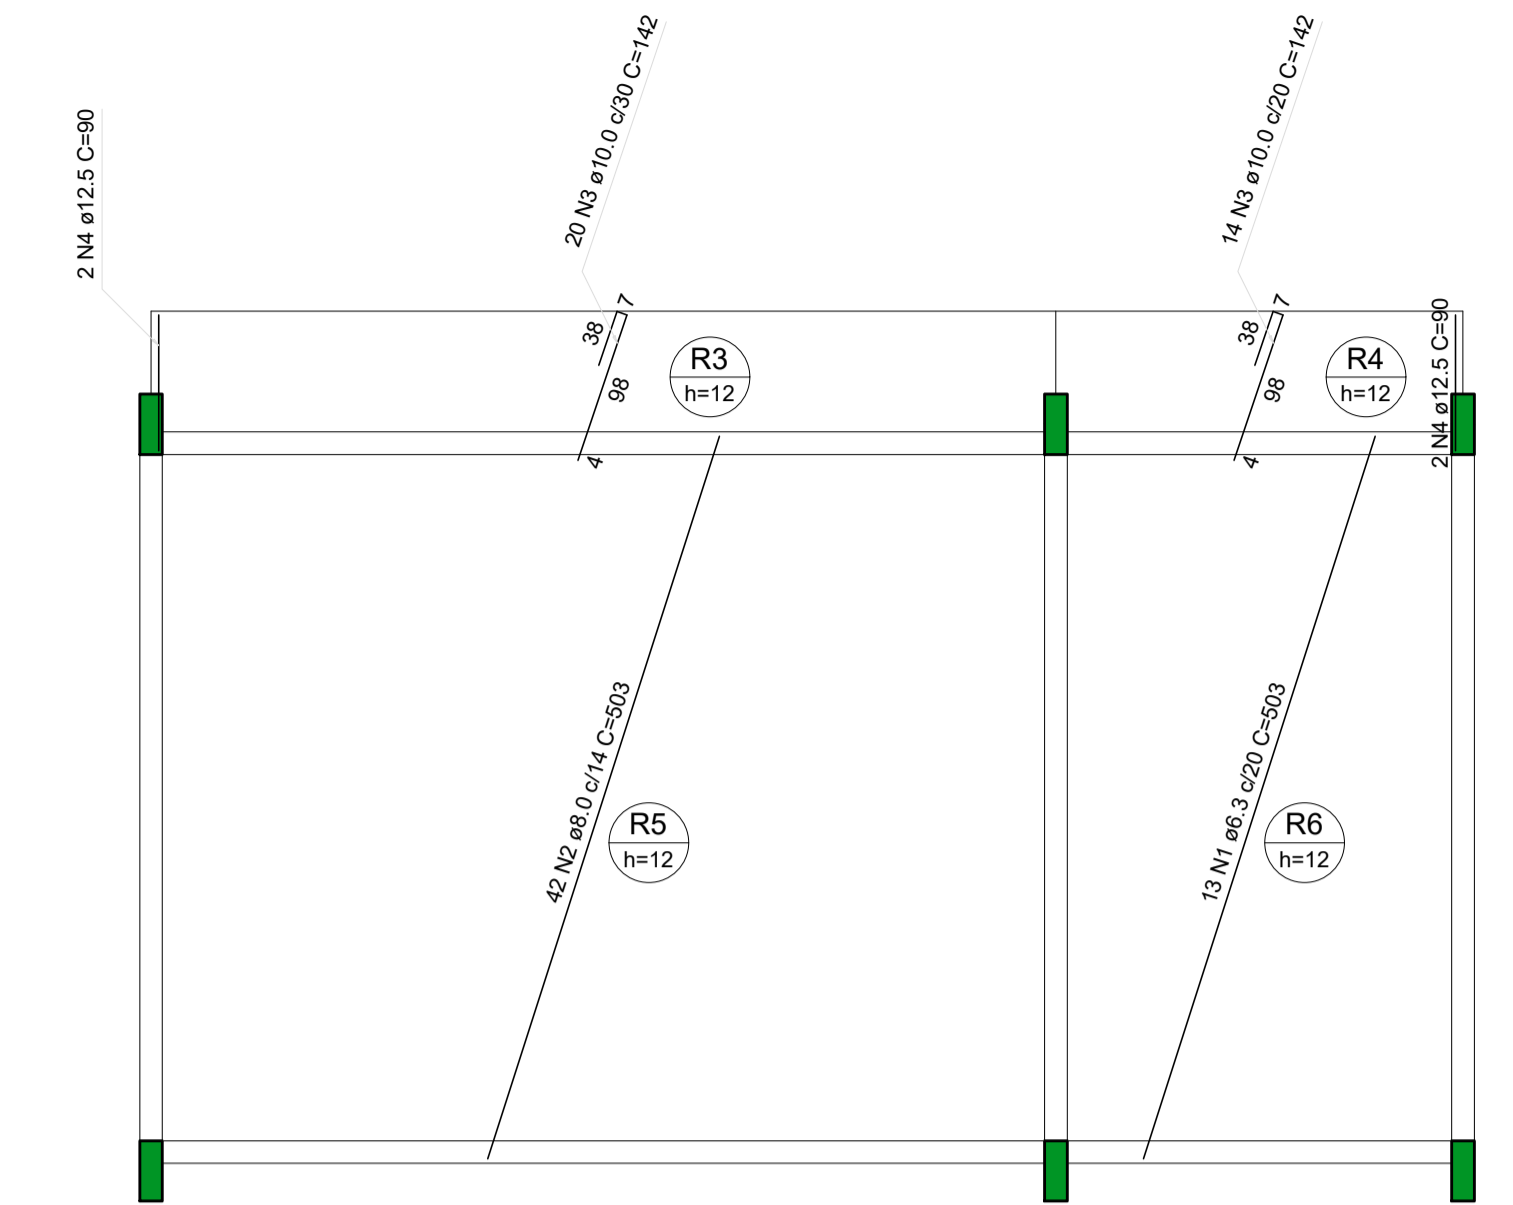 20 N3 ø10.0 c/30 C=142
14 N3 ø10.0 c/20 C=142
2 N4 ø12.5 C=90
7
38
98
4
R3
h=12
7
38
98
4
R4
h=12
2 N4 ø12.5 C=90
42 N2 ø8.0 c/14 C=503
R5
h=12
13 N1 ø6.3 c/20 C=503
R6
h=12